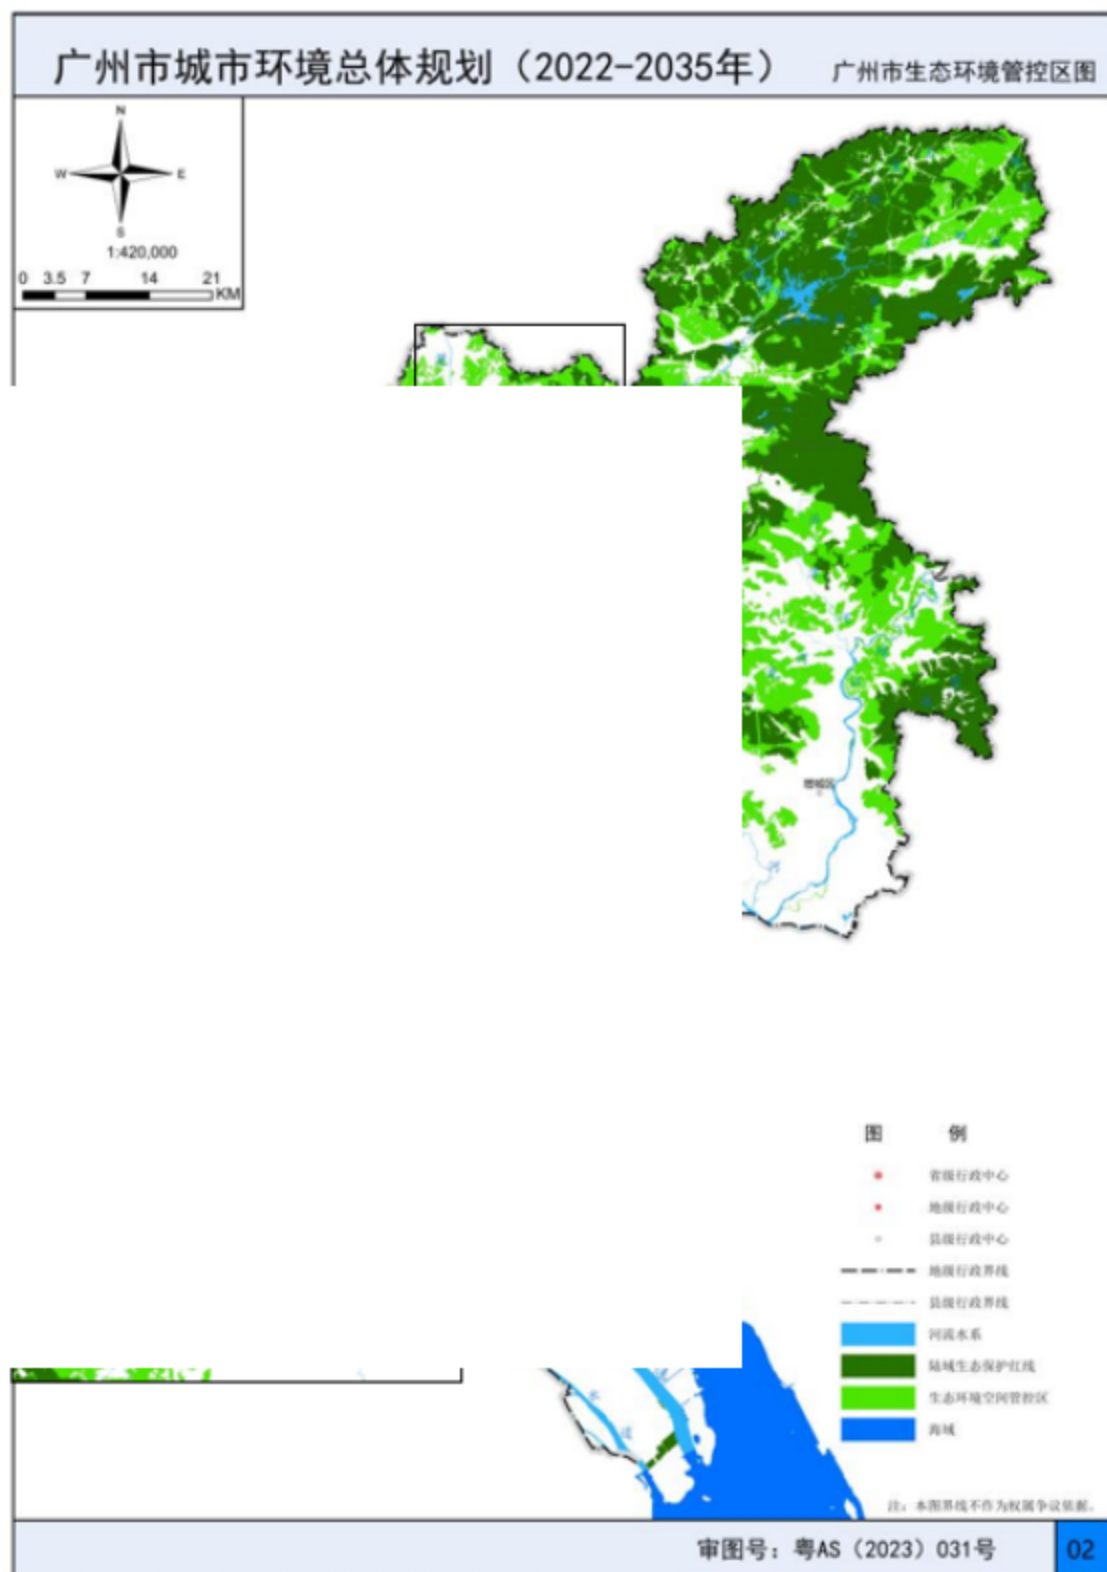 广州市城市环境总体规划（2022-2035年）
广州市生态环境管控区图
N
W
E
S
1:420,000
0 3.5 7 14 21
KM
增城区
图 例
省级行政中心
地级行政中心
县级行政中心
地级行政界线
县级行政界线
河流水系
陆域生态保护红线
生态环境空间管控区
海域
水
道
注：本图界线不作为权属争议依据。
审图号：粤AS（2023）031号
02